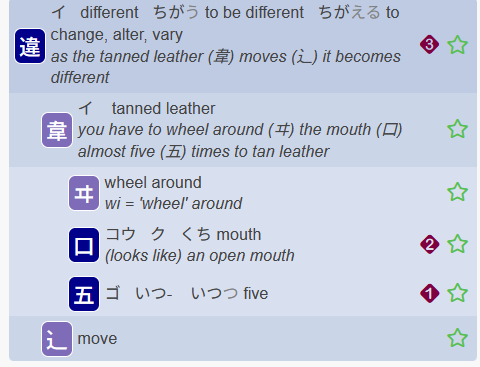 違 イ different ちがう to be different ちがえる to
change, alter, vary
as the tanned leather (韋) moves (辶) it becomes
different
3
韋 イ tanned leather
you have to wheel around (ヰ) the mouth (口)
almost five (五) times to tan leather
ヰ wheel around
wi = 'wheel' around
口 コウ ク くち mouth
(looks like) an open mouth
2
五 ゴ いつ- いつつ five
1
辶 move